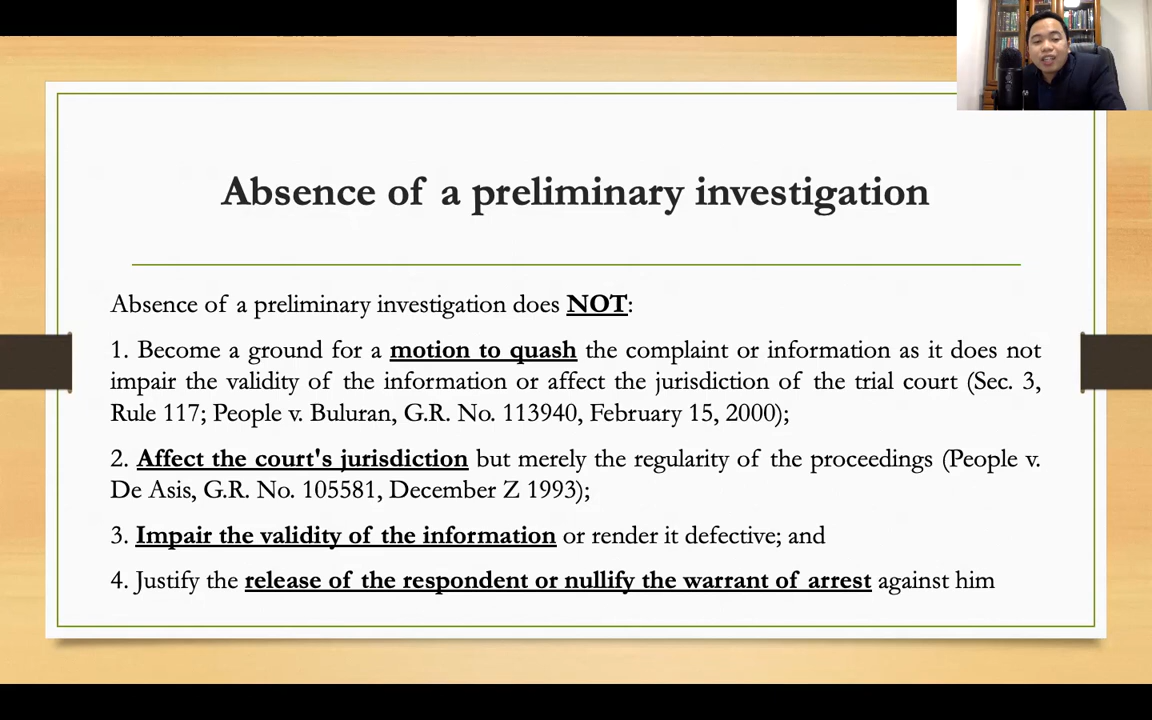 Absence of a preliminary investigation
Absence of a preliminary investigation does NOT:
1. Become a ground for a motion to quash the complaint or information as it does not
impair the validity of the information or affect the jurisdiction of the trial court (Sec. 3,
Rule 117; People v. Buluran, G.R. No. 113940, February 15, 2000);
2. Affect the court's jurisdiction but merely the regularity of the proceedings (People v.
De Asis, G.R. No. 105581, December Z 1993);
3. Impair the validity of the information or render it defective; and
4. Justify the release of the respondent or nullify the warrant of arrest against him